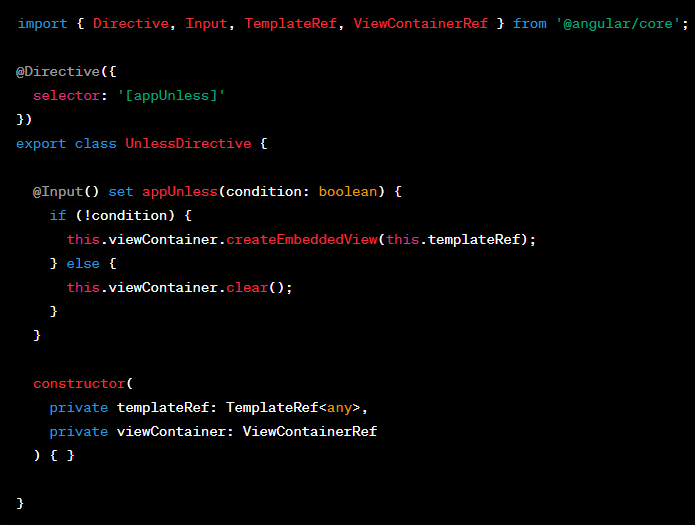 import { Directive, Input, TemplateRef, ViewContainerRef } from '@angular/core';
@Directive({
  selector: '[appUnless]'
})
export class UnlessDirective {
  @Input() set appUnless(condition: boolean) {
    if (!condition) {
      this.viewContainer.createEmbeddedView(this.templateRef);
    } else {
      this.viewContainer.clear();
    }
  }
  constructor(
    private templateRef: TemplateRef<any>,
    private viewContainer: ViewContainerRef
  ) { }
}